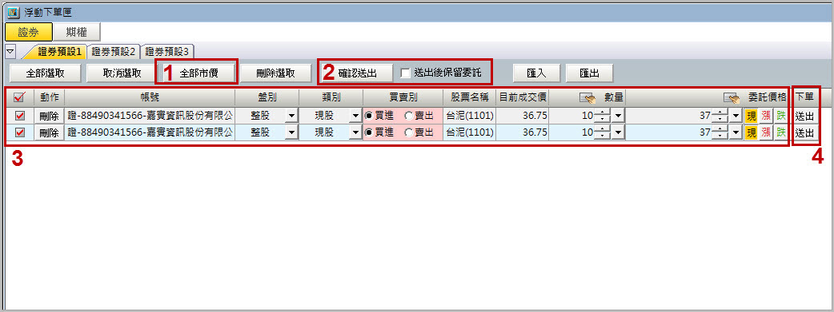 浮動下單匣
證券 期權
證券預設1 證券預設2 證券預設3
全部選取 取消選取 1 全部市價 刪除選取 2 確認送出 送出後保留委託 匯入 匯出
動作 帳號 盤別 類別 買賣別 股票名稱 目前成交價 數量 委託價格 下單
刪除 證-88490341566-嘉實資訊股份有限公 整股 現股 買進 賣出 台泥(1101) 36.75 10 37 現 漲 跌 送出
刪除 證-88490341566-嘉實資訊股份有限公 整股 現股 買進 賣出 台泥(1101) 36.75 10 37 現 漲 跌 送出
3 4